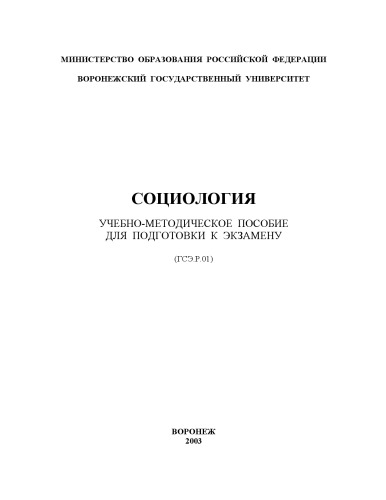 МИНИСТЕРСТВО ОБРАЗОВАНИЯ РОССИЙСКОЙ ФЕДЕРАЦИИ
ВОРОНЕЖСКИЙ ГОСУДАРСТВЕННЫЙ УНИВЕРСИТЕТ
СОЦИОЛОГИЯ
УЧЕБНО-МЕТОДИЧЕСКОЕ ПОСОБИЕ
ДЛЯ ПОДГОТОВКИ К ЭКЗАМЕНУ
(ГСЭ.Р.01)
ВОРОНЕЖ
2003